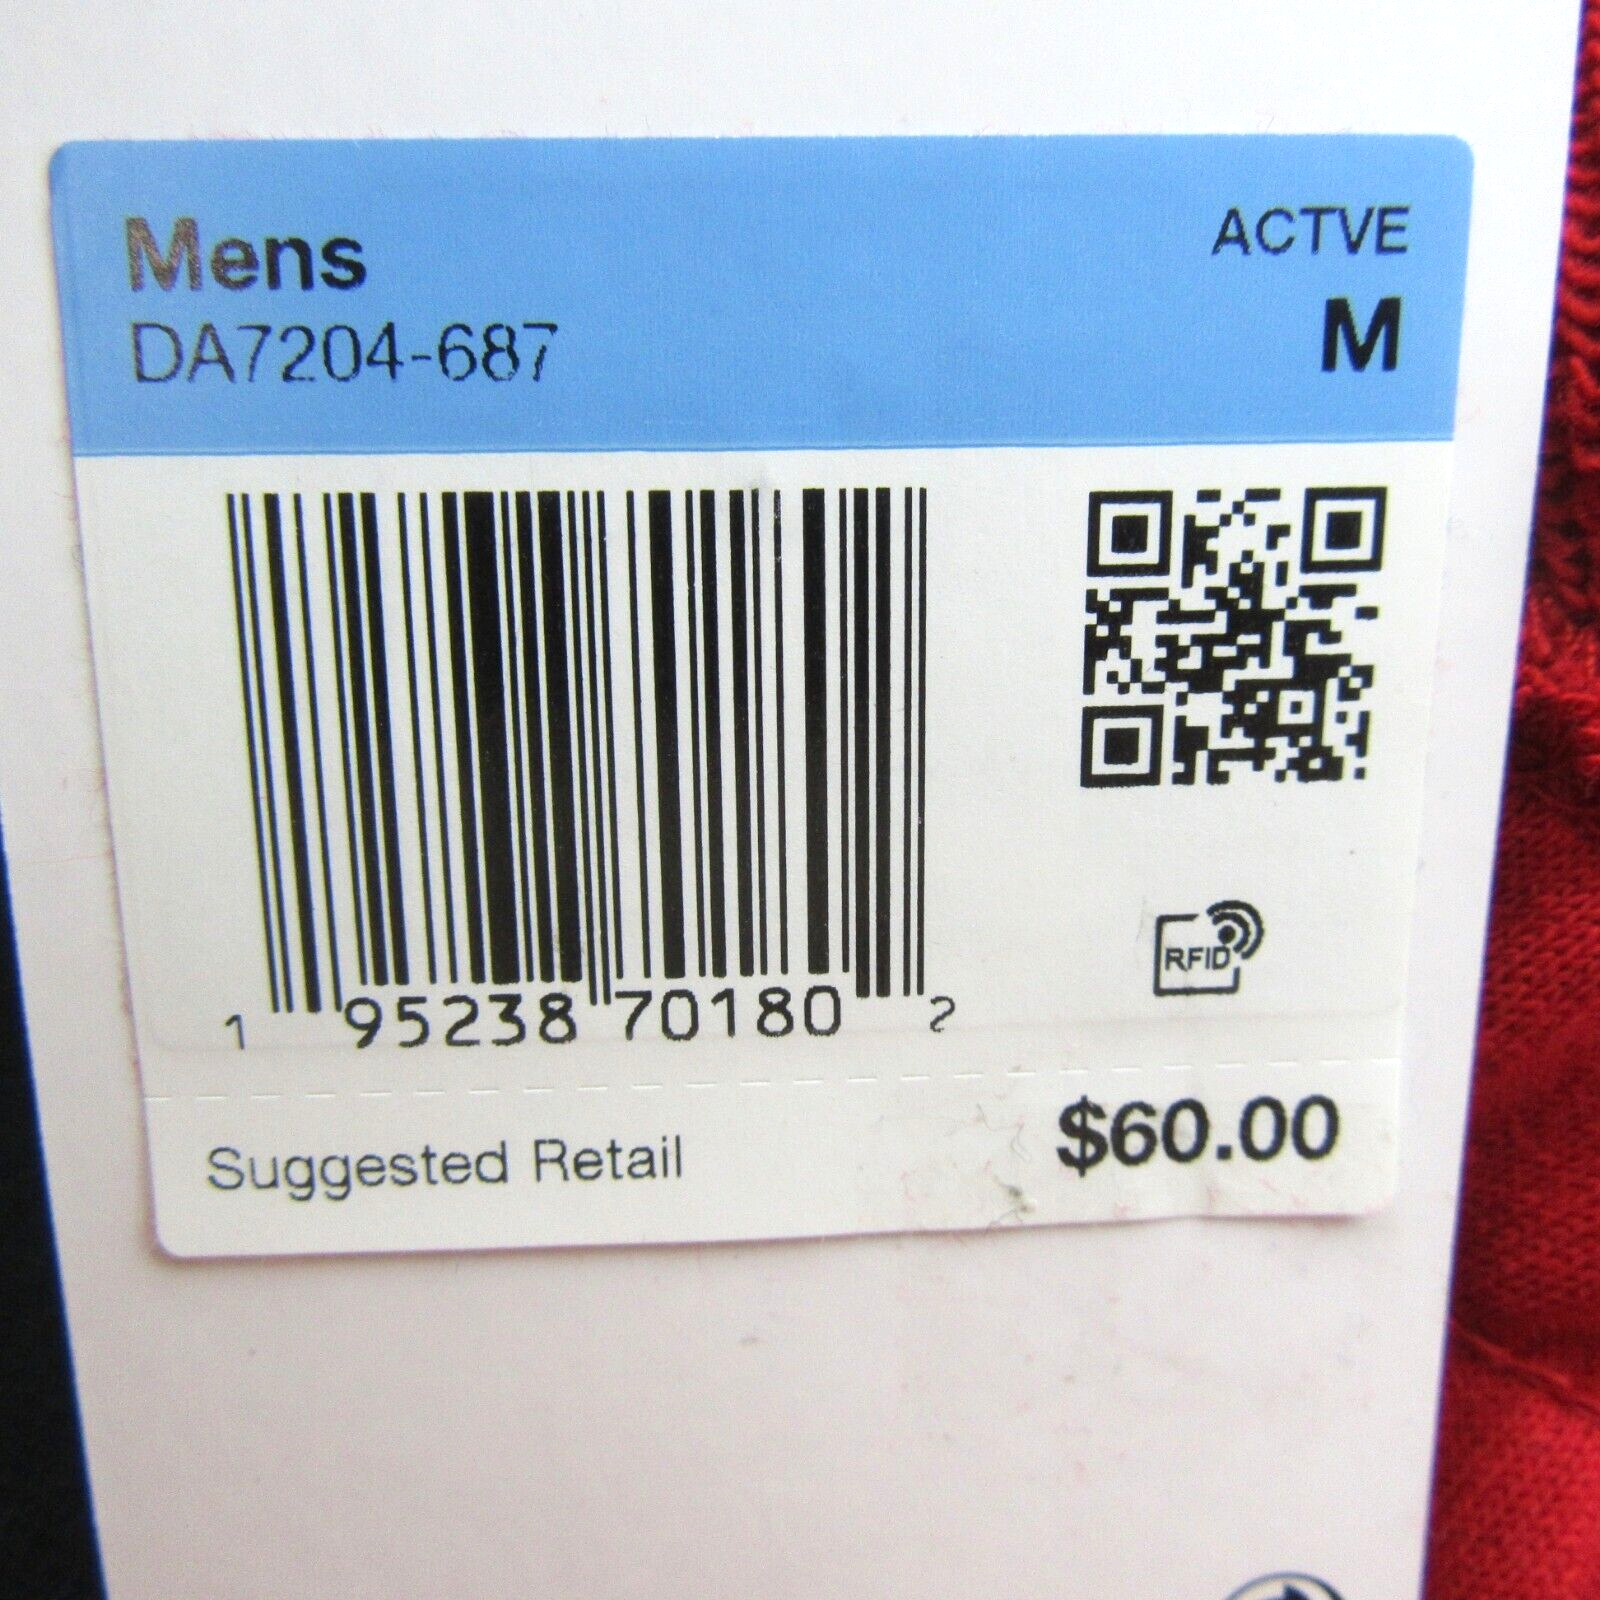 Mens
ACTVE
DA7204-687
M
RFID
1 95238 70180 2
Suggested Retail
$60.00